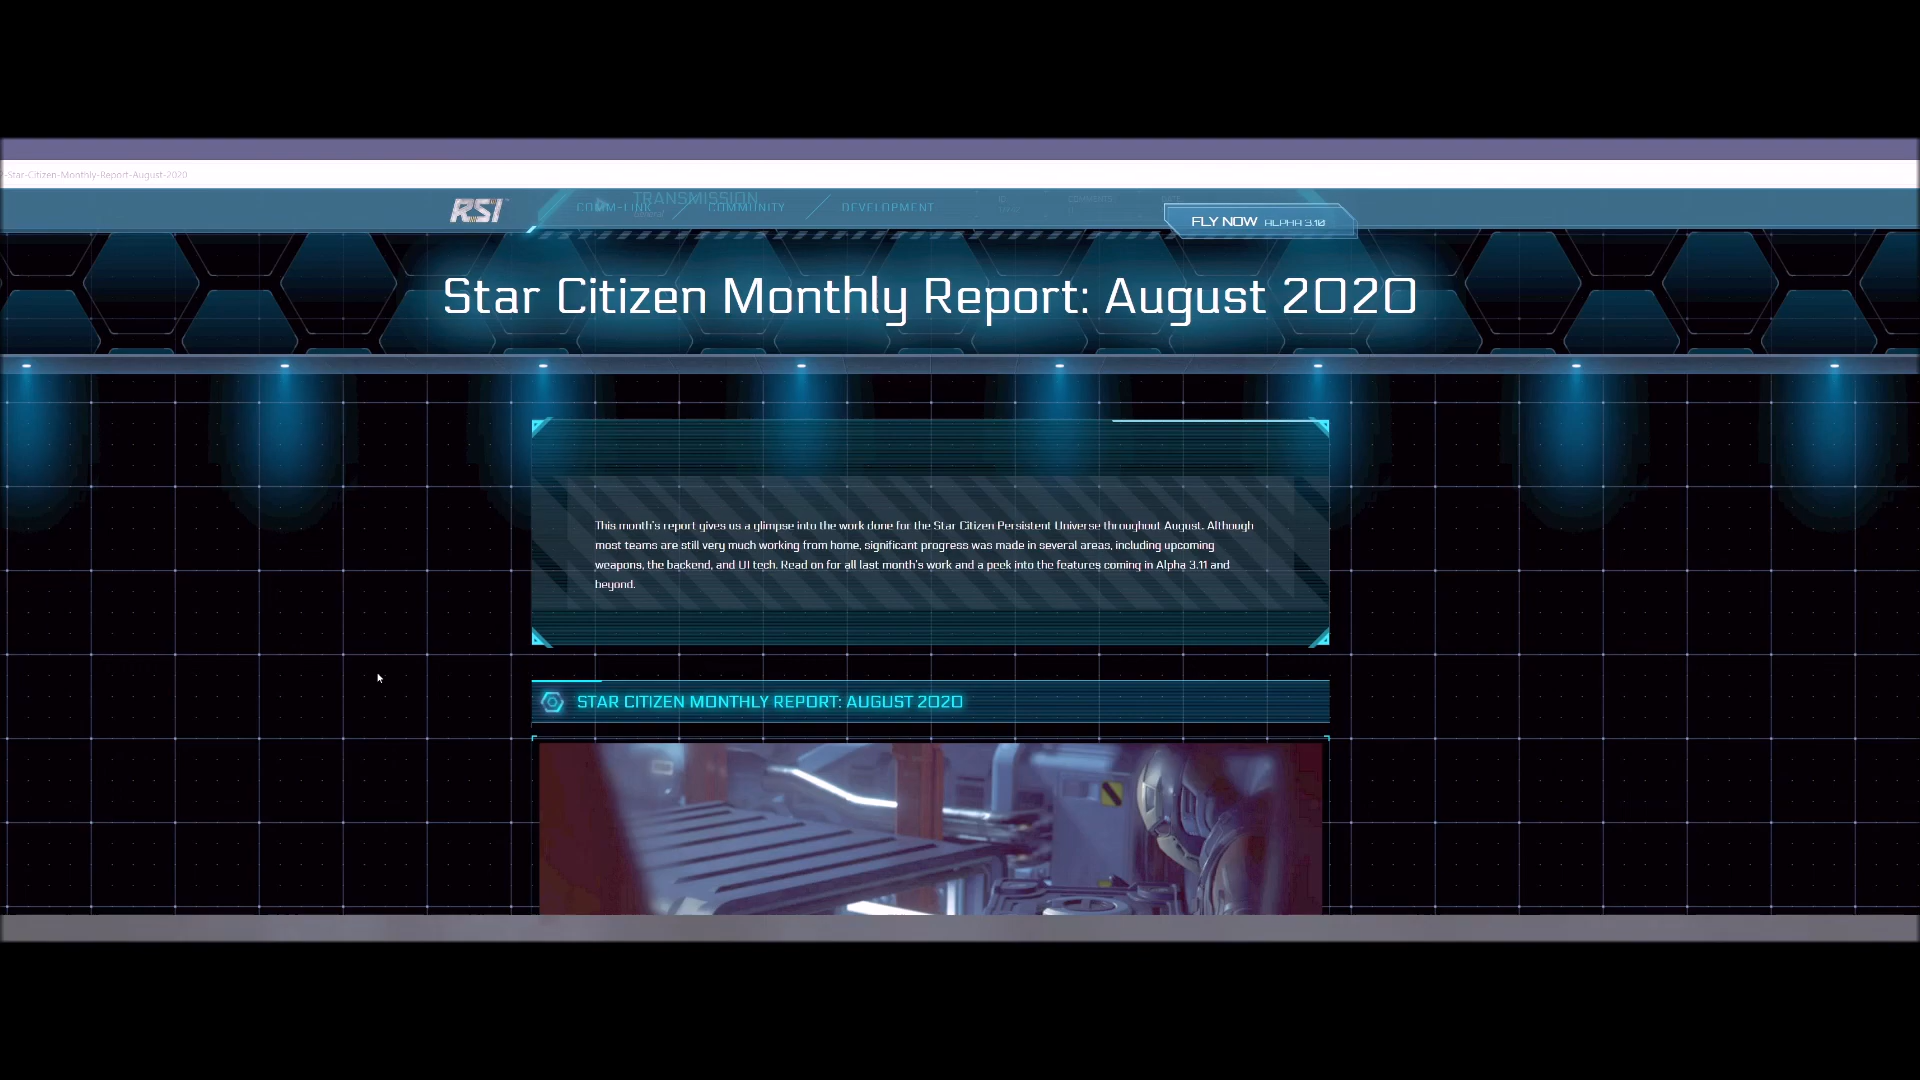 -Star-Citizen-Monthly-Report-August-2020
TRANSMISSION
General
RSI
COMM-LINK
COMMUNITY
DEVELOPMENT
FLY NOW ALPHA 3.10
Star Citizen Monthly Report: August 2020
This month's report gives us a glimpse into the work done for the Star Citizen Persistent Universe throughout August. Although
most teams are still very much working from home, significant progress was made in several areas, including upcoming
weapons, the backend, and UI tech. Read on for all last month's work and a peek into the features coming in Alpha 3.11 and
beyond.
STAR CITIZEN MONTHLY REPORT: AUGUST 2020